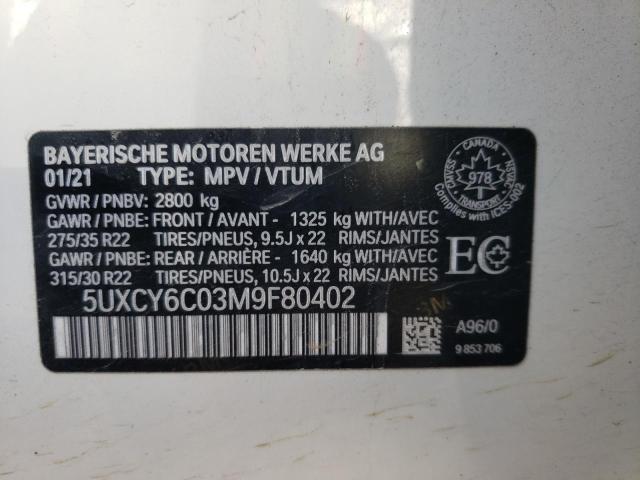 BAYERISCHE MOTOREN WERKE AG
01/21 TYPE: MPV / VTUM
GVWR / PNBV: 2800 kg
GAWR / PNBE: FRONT / AVANT - 1325 kg WITH/AVEC
275/35 R22 TIRES/PNEUS, 9.5J x 22 RIMS/JANTES
GAWR / PNBE: REAR / ARRIÈRE - 1640 kg WITH/AVEC
315/30 R22 TIRES/PNEUS, 10.5J x 22 RIMS/JANTES
5UXCY6C03M9F80402
CANADA
NSVAC
978
CMVSS
TRANSPORT
Complies with ICES-002
EC
A96/0
9 853 706